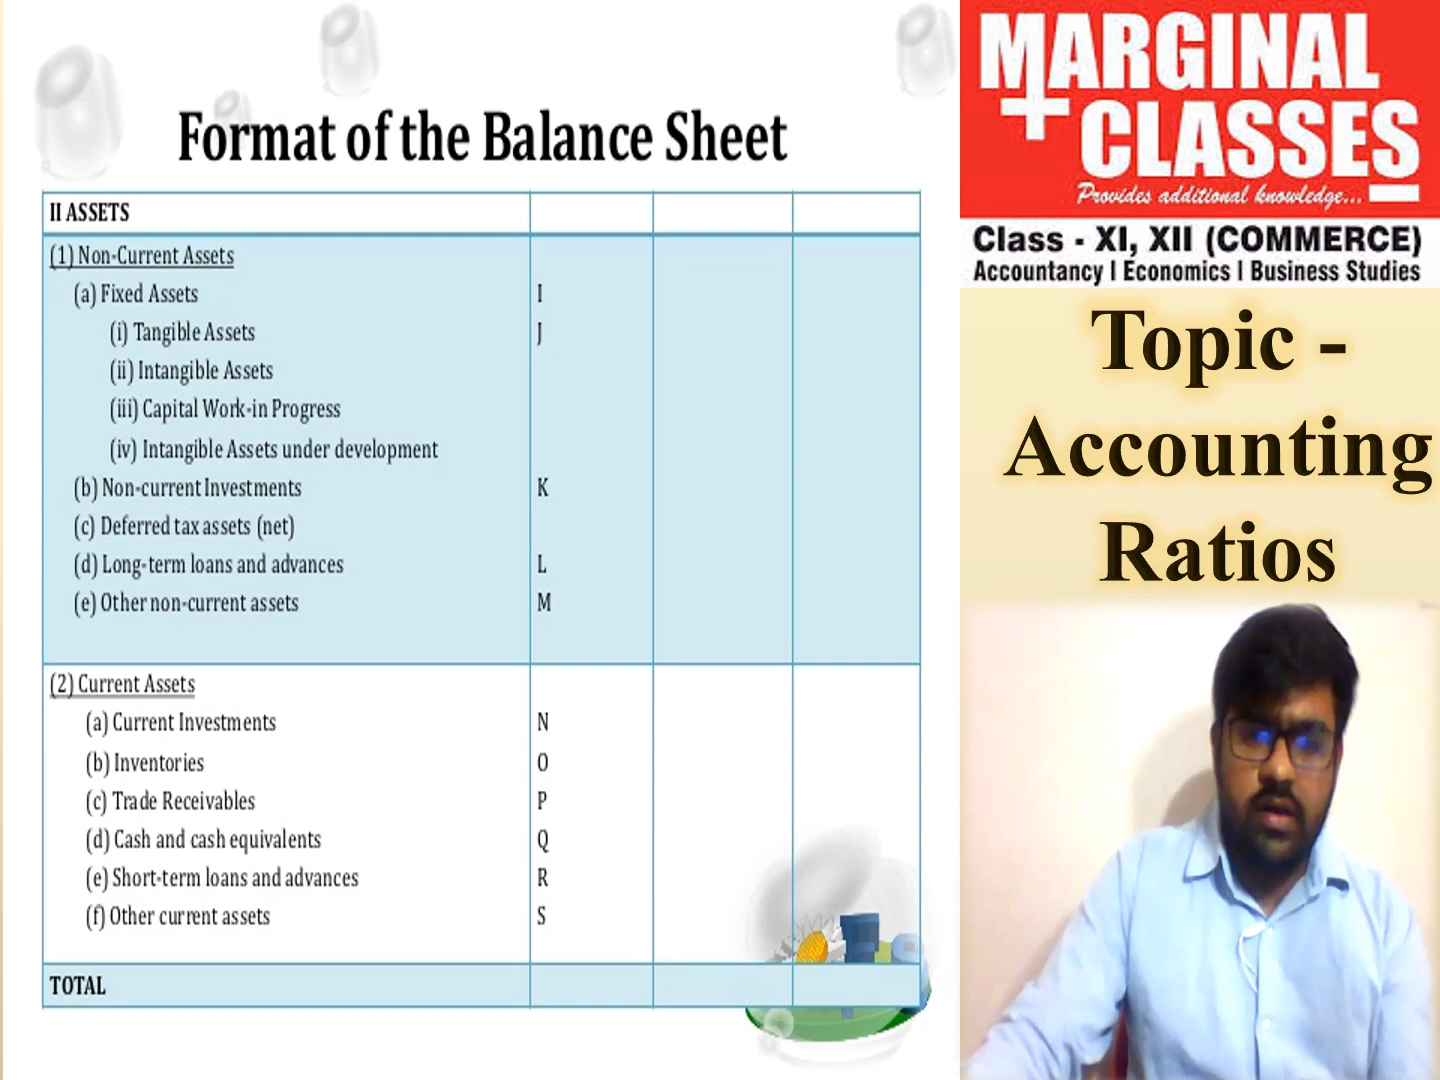 Format of the Balance Sheet
II ASSETS
(1) Non-Current Assets
(a) Fixed Assets I
(i) Tangible Assets J
(ii) Intangible Assets
(iii) Capital Work-in Progress
(iv) Intangible Assets under development
(b) Non-current Investments K
(c) Deferred tax assets (net)
(d) Long-term loans and advances L
(e) Other non-current assets M
(2) Current Assets
(a) Current Investments N
(b) Inventories O
(c) Trade Receivables P
(d) Cash and cash equivalents Q
(e) Short-term loans and advances R
(f) Other current assets S
TOTAL
MARGINAL
+ CLASSES
Provides additional knowledge...
Class - XI, XII (COMMERCE)
Accountancy | Economics | Business Studies
Topic -
Accounting
Ratios